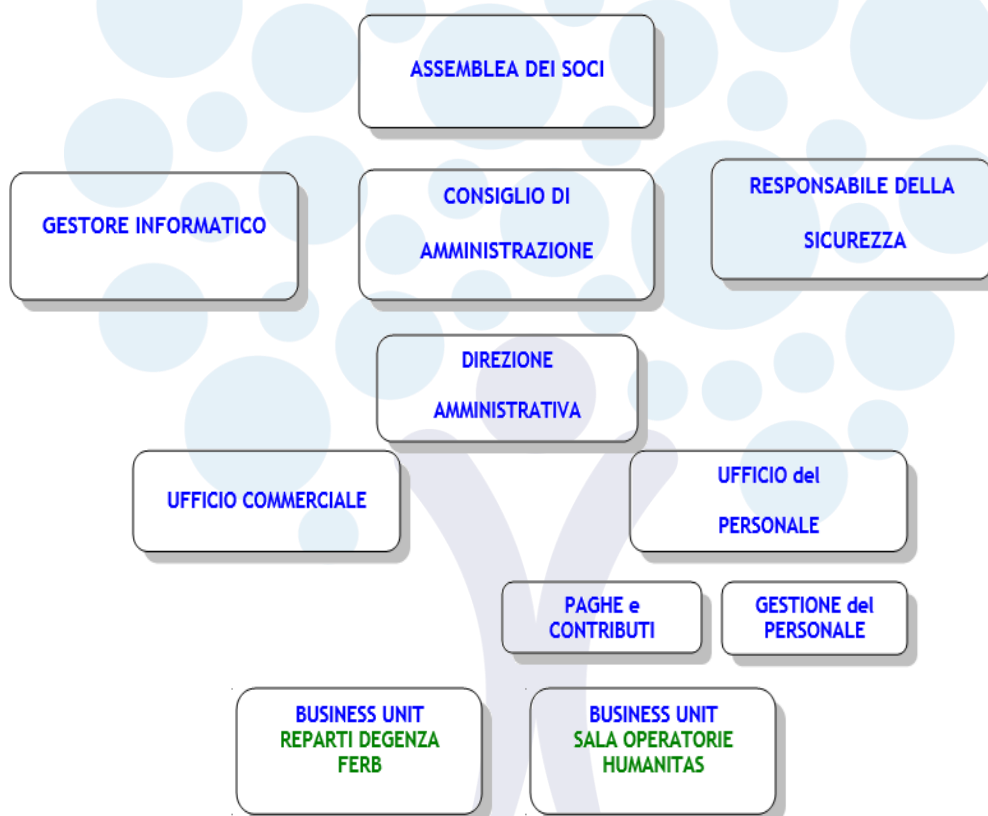 ASSEMBLEA DEI SOCI
GESTORE INFORMATICO
CONSIGLIO DI
AMMINISTRAZIONE
RESPONSABILE DELLA
SICUREZZA
DIREZIONE
AMMINISTRATIVA
UFFICIO COMMERCIALE
UFFICIO del
PERSONALE
PAGHE e
CONTRIBUTI
GESTIONE del
PERSONALE
BUSINESS UNIT
REPARTI DEGENZA
FERB
BUSINESS UNIT
SALA OPERATORIE
HUMANITAS